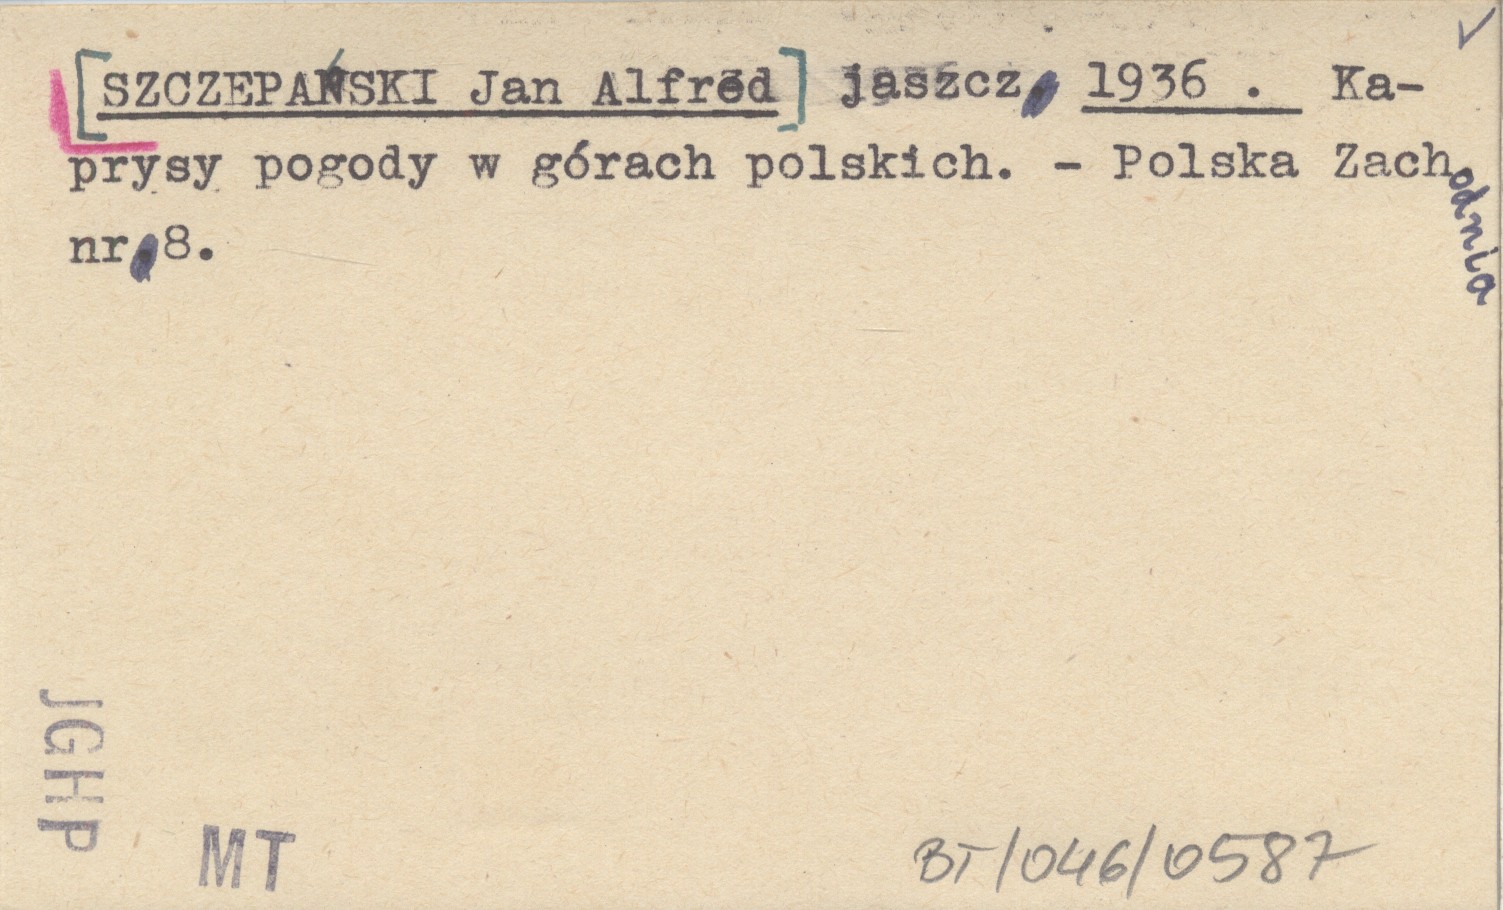 [SZCZEPAŃSKI Jan Alfred] jaszcz, 1936 . Ka-
prysy pogody w górach polskich. - Polska Zachodnia
nr 8.
JGHP
MT
BT/046/0587